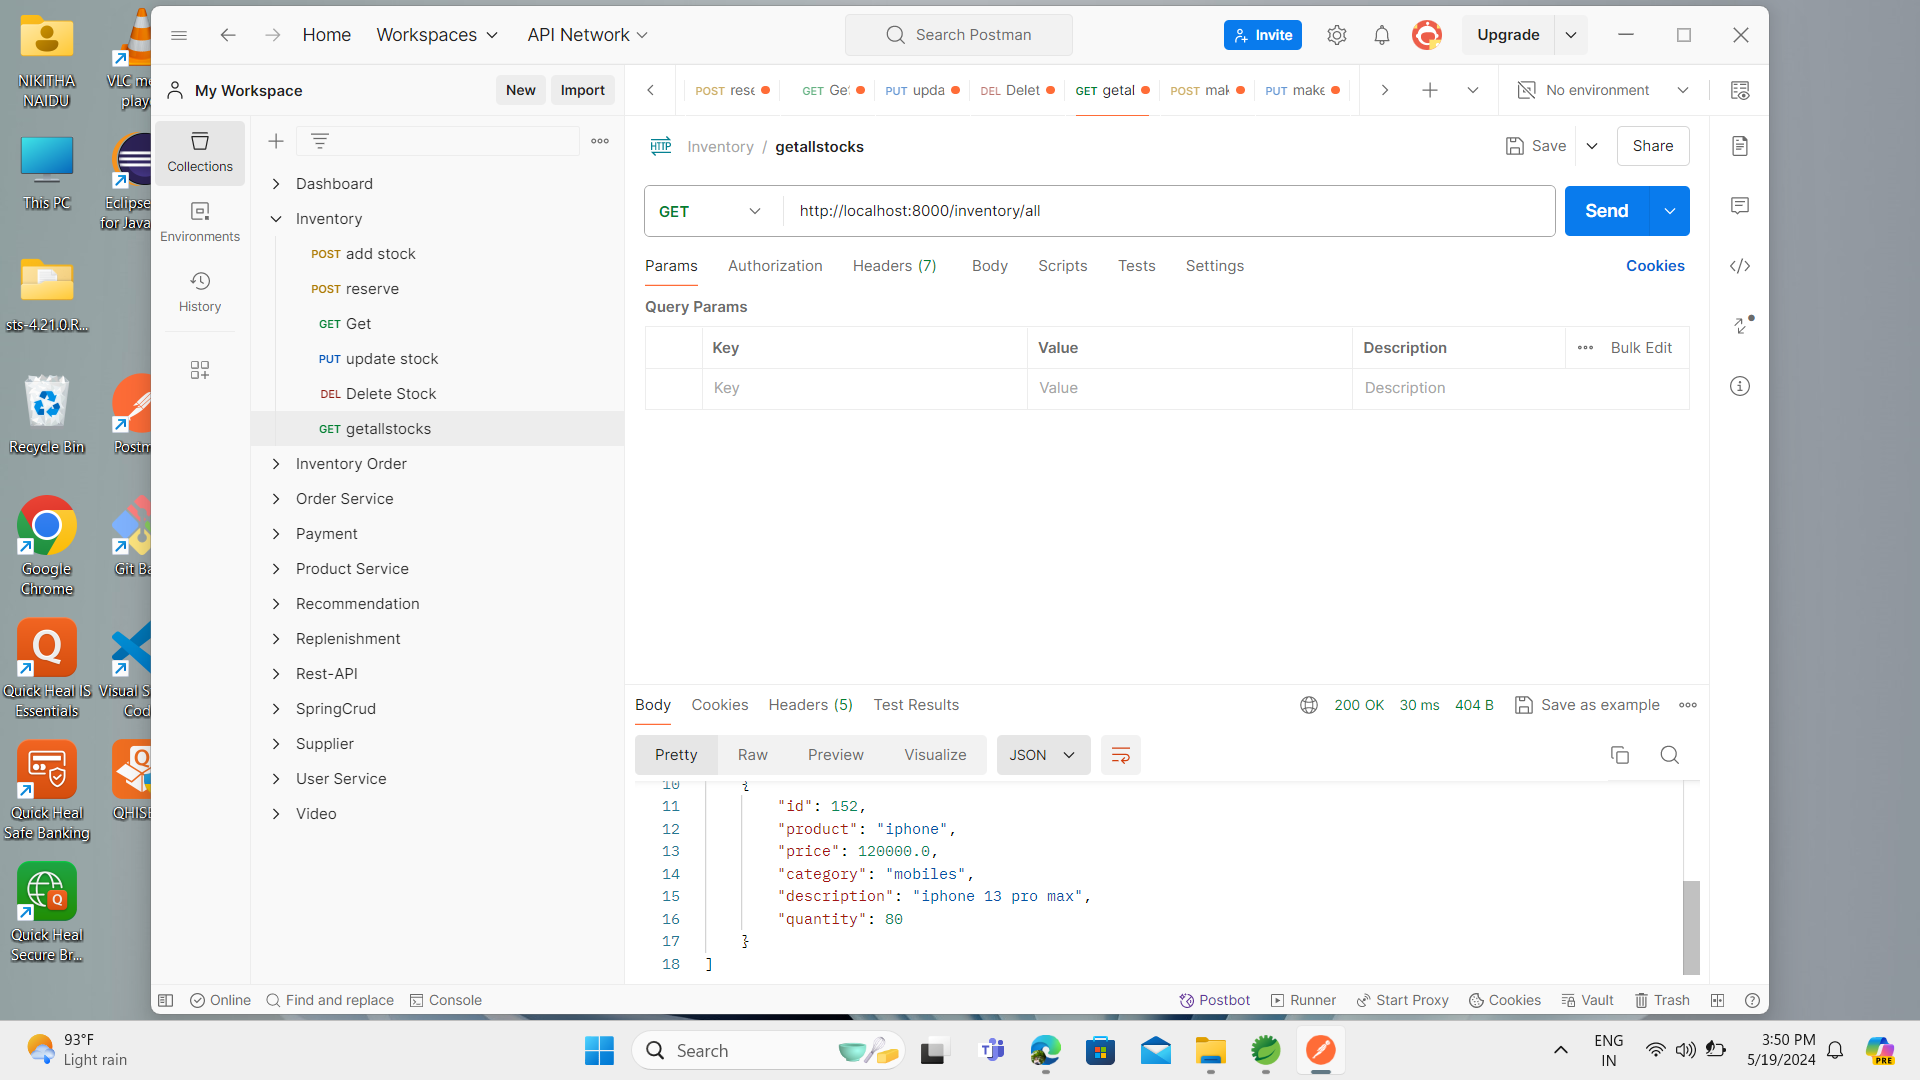 NIKITHA
NAIDU
This PC
Eclipse
for Java
sts-4.21.0.R...
Recycle Bin
Google
Chrome
Quick Heal IS
Essentials
Quick Heal
Safe Banking
QHISE
Quick Heal
Secure Br...
Home
Workspaces
API Network
Search Postman
Invite
Upgrade
My Workspace
New
Import
POST rese
GET Get
PUT upda
DEL Delet
GET getal
POST mak
PUT make
No environment
Collections
Environments
History
Dashboard
Inventory
POST add stock
POST reserve
GET Get
PUT update stock
DEL Delete Stock
GET getallstocks
Inventory Order
Order Service
Payment
Product Service
Recommendation
Replenishment
Rest-API
SpringCrud
Supplier
User Service
Video
HTTP
Inventory / getallstocks
Save
Share
GET
http://localhost:8000/inventory/all
Send
Params Authorization Headers (7) Body Scripts Tests Settings Cookies
Query Params
Key Value Description Bulk Edit
Key Value Description
Body Cookies Headers (5) Test Results
200 OK 30 ms 404 B Save as example
Pretty Raw Preview Visualize JSON
10 {
11 "id": 152,
12 "product": "iphone",
13 "price": 120000.0,
14 "category": "mobiles",
15 "description": "iphone 13 pro max",
16 "quantity": 80
17 }
18 ]
Online Find and replace Console
Postbot Runner Start Proxy Cookies Vault Trash
93°F
Light rain
Search
ENG
IN
3:50 PM
5/19/2024
PRE